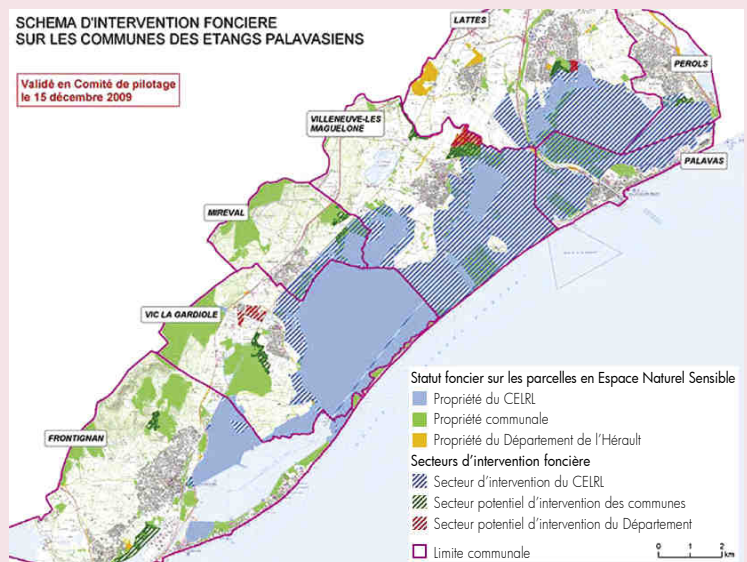 SCHEMA D'INTERVENTION FONCIERE
SUR LES COMMUNES DES ETANGS PALAVASIENS
Validé en Comité de pilotage
le 15 décembre 2009
LATTES
PEROLS
VILLENEUVE-LES
MAGUELONE
PALAVAS
MIREVAL
VIC LA GARDIOLE
FRONTIGNAN
Statut foncier sur les parcelles en Espace Naturel Sensible
Propriété du CELRL
Propriété communale
Propriété du Département de l'Hérault
Secteurs d'intervention foncière
Secteur d'intervention du CELRL
Secteur potentiel d'intervention des communes
Secteur potentiel d'intervention du Département
Limite communale
0 1 2
km